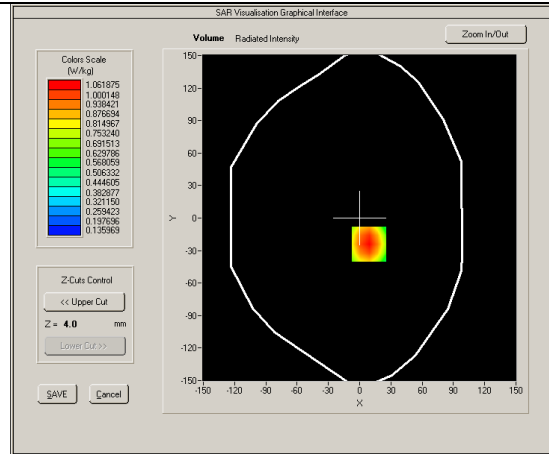 SAR Visualisation Graphical Interface
Volume Radiated Intensity
Zoom In/Out
Colors Scale
(W/kg)
1.061875
1.000148
0.938421
0.876694
0.814967
0.753240
0.691513
0.629786
0.568059
0.506332
0.444605
0.382877
0.321150
0.259423
0.197696
0.135969
Z-Cuts Control
<< Upper Cut
Z = 4.0 mm
Lower Cut >>
SAVE Cancel
150-
120-
90-
60-
30-
Y 0-
-30-
-60-
-90-
-120-
-150-
-150 -120 -90 -60 -30 0 30 60 90 120 150
X